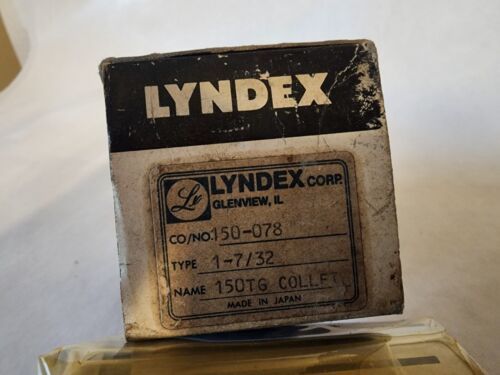 LYNDEX
Lv
LYNDEX CORP.
GLENVIEW, IL
CO/NO. 150-078
TYPE 1-7/32
NAME 150TG COLLET
MADE IN JAPAN